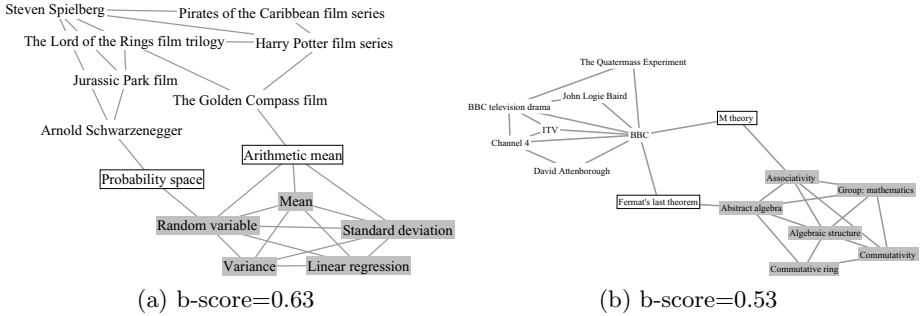 Steven Spielberg
Pirates of the Caribbean film series
The Lord of the Rings film trilogy
Harry Potter film series
Jurassic Park film
The Golden Compass film
Arnold Schwarzenegger
Arithmetic mean
Probability space
Mean
Random variable
Standard deviation
Variance
Linear regression
(a) b-score=0.63
The Quatermass Experiment
John Logie Baird
BBC television drama
ITV
BBC
M theory
Channel 4
David Attenborough
Associativity
Group: mathematics
Fermat's last theorem
Abstract algebra
Algebraic structure
Commutativity
Commutative ring
(b) b-score=0.53